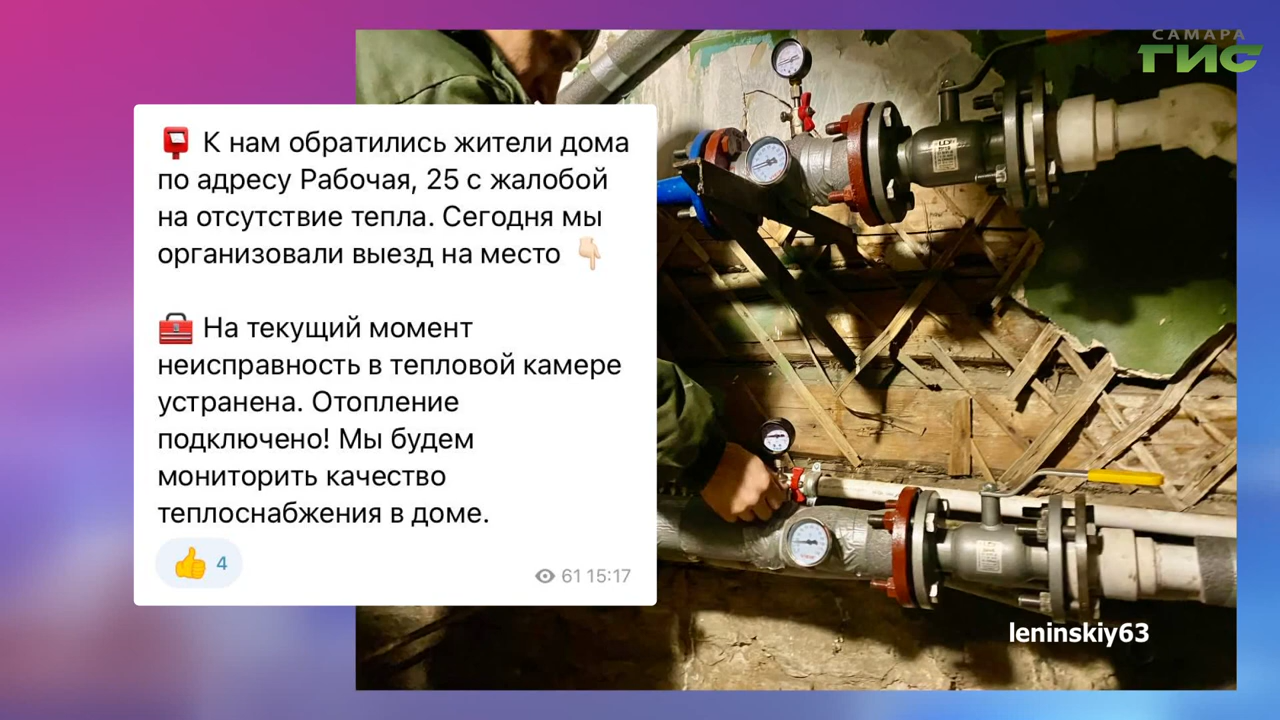 САМАРА
ГИС
К нам обратились жители дома
по адресу Рабочая, 25 с жалобой
на отсутствие тепла. Сегодня мы
организовали выезд на место
На текущий момент
неисправность в тепловой камере
устранена. Отопление
подключено! Мы будем
мониторить качество
теплоснабжения в доме.
4
61 15:17
leninskiy63